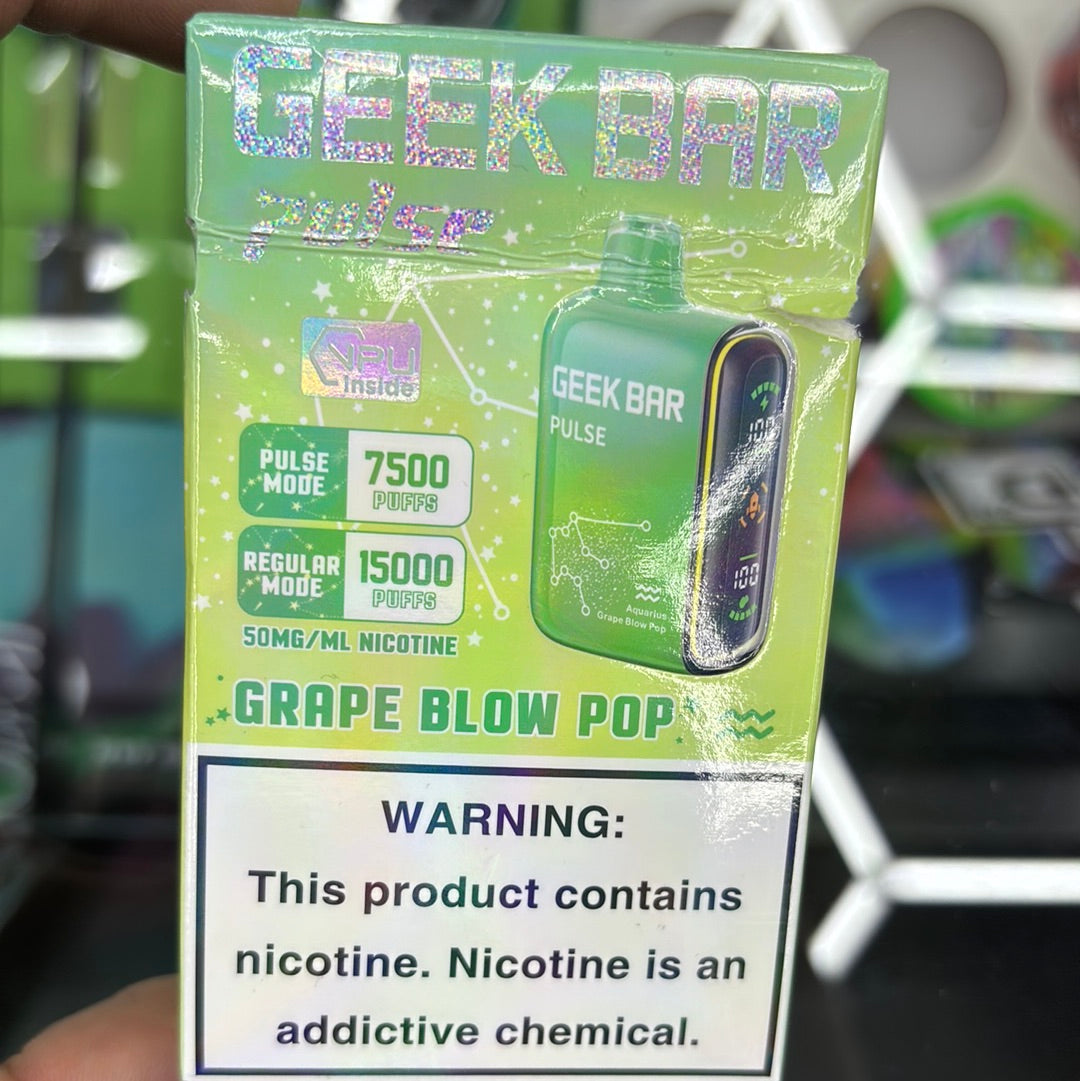 GEEK BAR
pulse
VPU
inside
PULSE MODE
7500 PUFFS
REGULAR MODE
15000 PUFFS
50MG/ML NICOTINE
GEEK BAR
PULSE
100
100
Aquarius
Grape Blow Pop
GRAPE BLOW POP
WARNING:
This product contains
nicotine. Nicotine is an
addictive chemical.